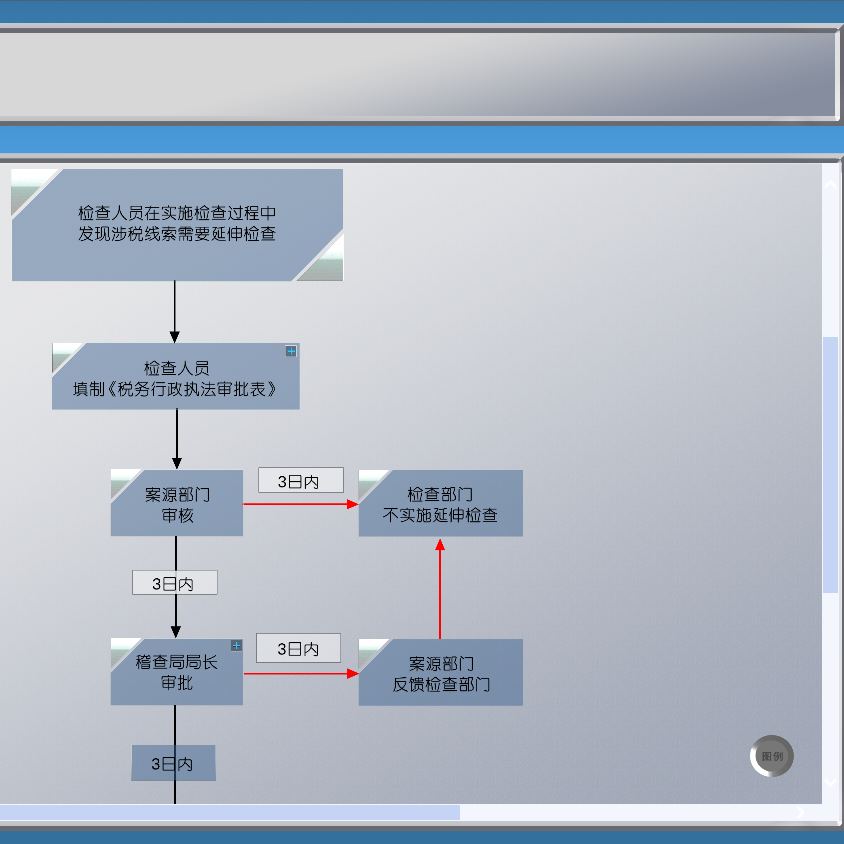 检查人员在实施检查过程中
发现涉税线索需要延伸检查
检查人员
填制《税务行政执法审批表》
案源部门
审核
3日内
检查部门
不实施延伸检查
3日内
稽查局局长
审批
3日内
案源部门
反馈检查部门
3日内
图例